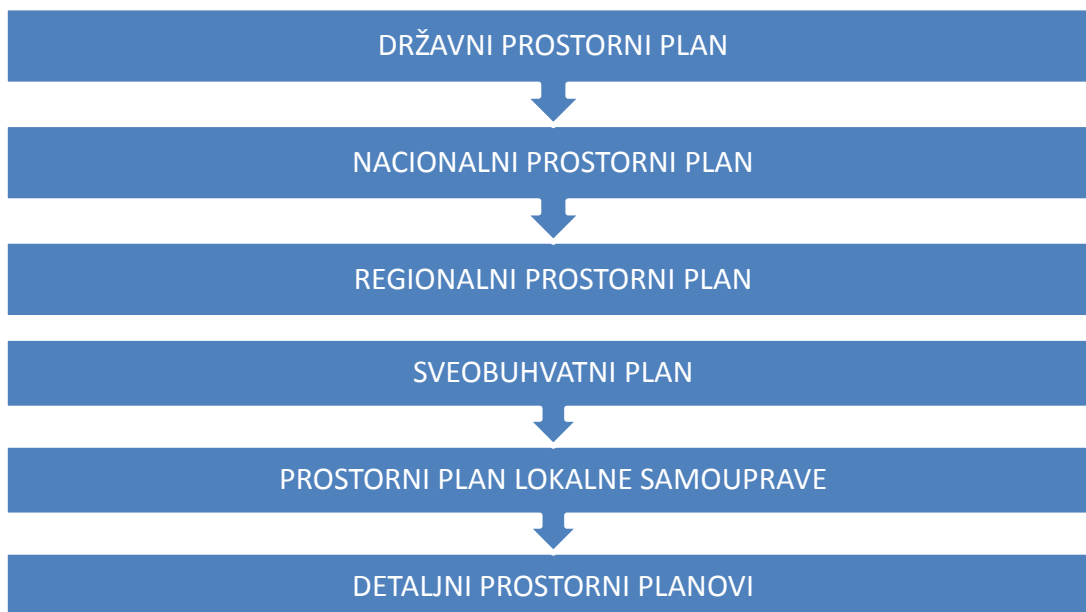 DRŽAVNI PROSTORNI PLAN
NACIONALNI PROSTORNI PLAN
REGIONALNI PROSTORNI PLAN
SVEOBUHVATNI PLAN
PROSTORNI PLAN LOKALNE SAMOUPRAVE
DETALJNI PROSTORNI PLANOVI